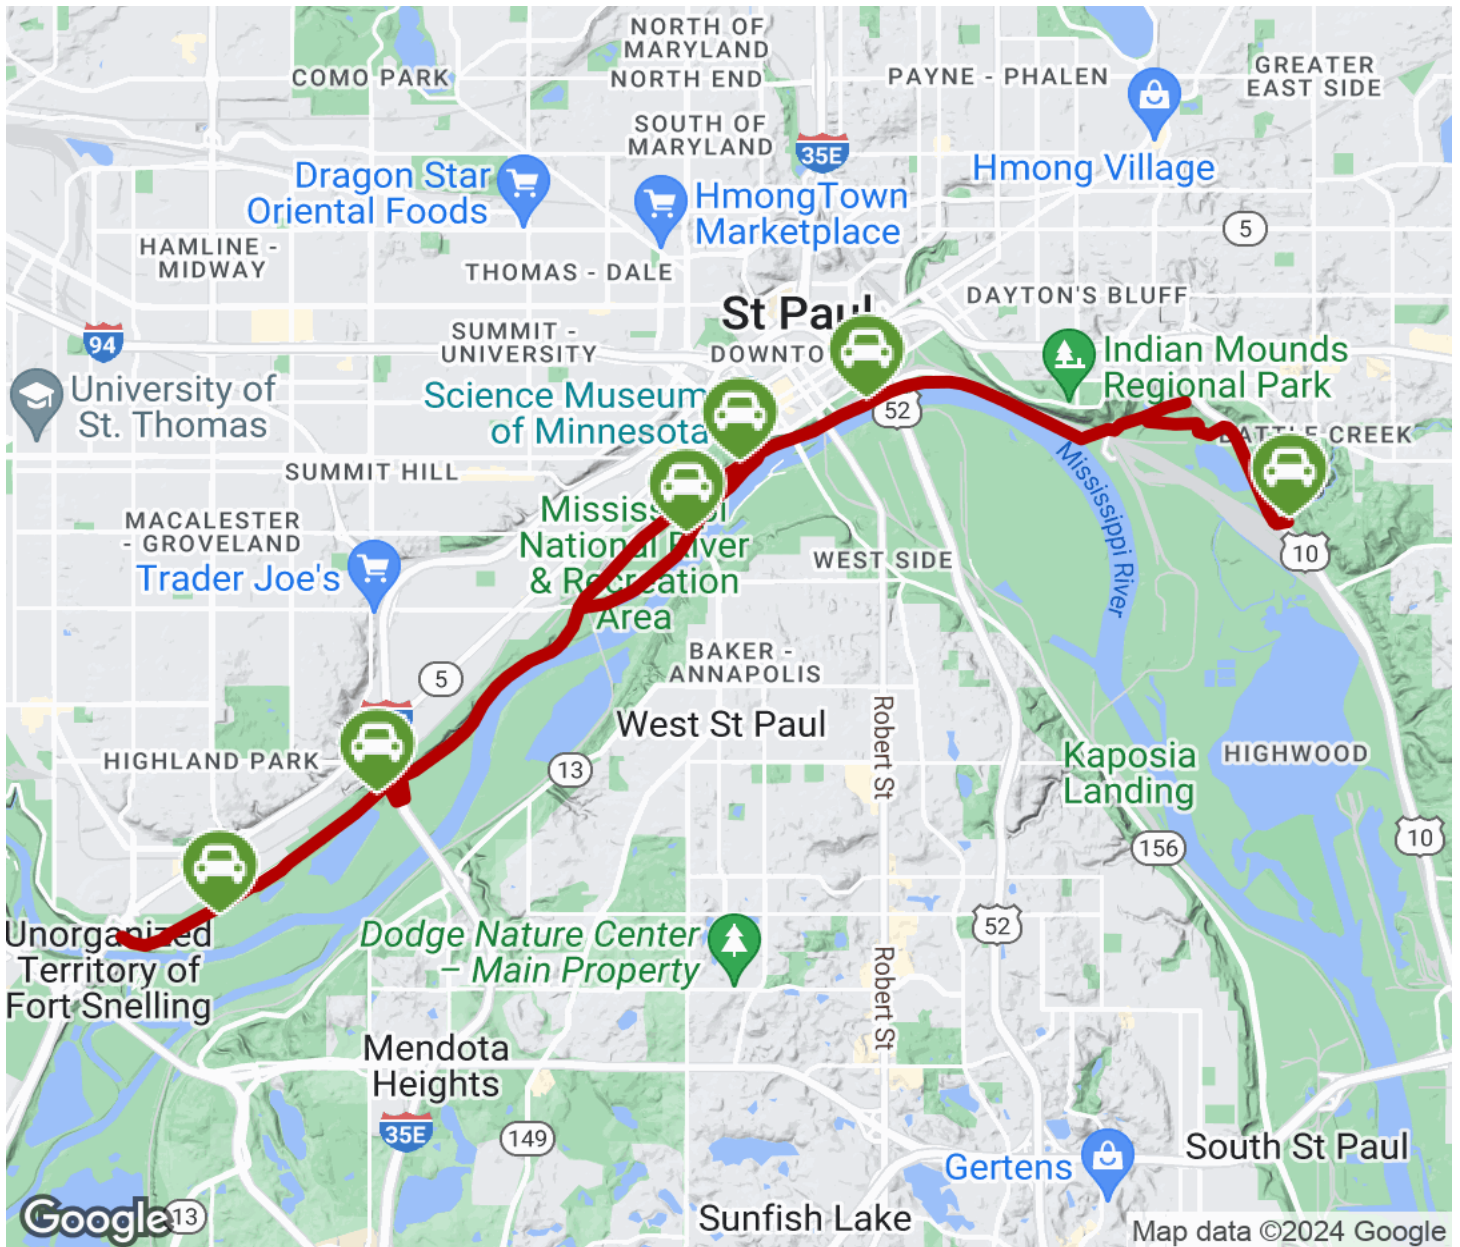 NORTH OF
MARYLAND
NORTH END
COMO PARK
PAYNE - PHALEN
GREATER
EAST SIDE
SOUTH OF
MARYLAND
35E
Hmong Village
Dragon Star
Oriental Foods
HmongTown
Marketplace
5
HAMLINE -
MIDWAY
THOMAS - DALE
DAYTON'S BLUFF
St Paul
94
SUMMIT -
UNIVERSITY
DOWNTO
Indian Mounds
Regional Park
University of
St. Thomas
Science Museum
of Minnesota
52
BATTLE CREEK
SUMMIT HILL
Mississippi
National River
& Recreation
Area
Mississippi River
MACALESTER
- GROVELAND
Trader Joe's
WEST SIDE
10
5
BAKER -
ANNAPOLIS
West St Paul
Robert St
HIGHLAND PARK
13
Kaposia
Landing
HIGHWOOD
10
156
Unorganized
Territory of
Fort Snelling
Dodge Nature Center
– Main Property
52
Robert St
Mendota
Heights
35E
149
South St Paul
Gertens
Google
13
Sunfish Lake
Map data ©2024 Google